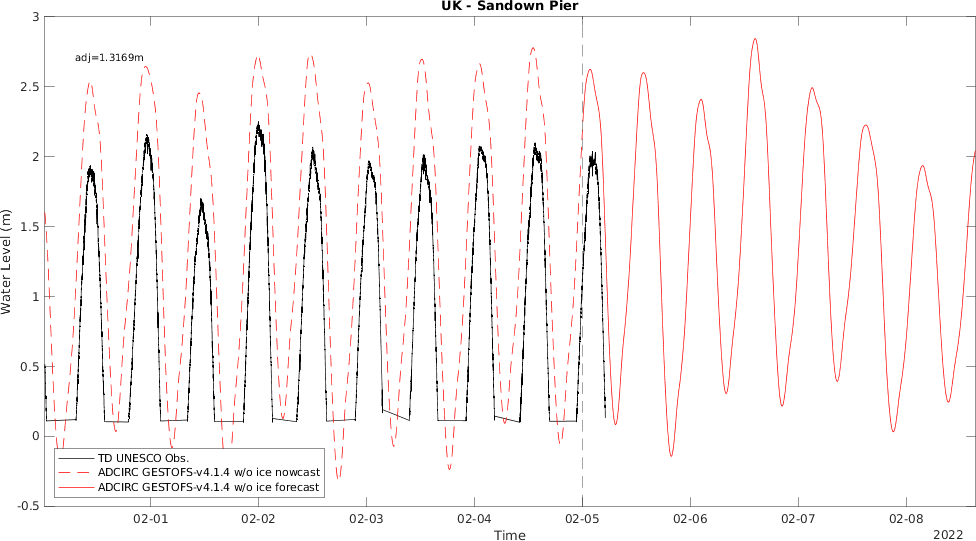 UK - Sandown Pier
adj=1.3169m
3
2.5
2
1.5
1
0.5
0
-0.5
Water Level (m)
TD UNESCO Obs.
ADCIRC GESTOFS-v4.1.4 w/o ice nowcast
ADCIRC GESTOFS-v4.1.4 w/o ice forecast
02-01 02-02 02-03 02-04 02-05 02-06 02-07 02-08
Time
2022